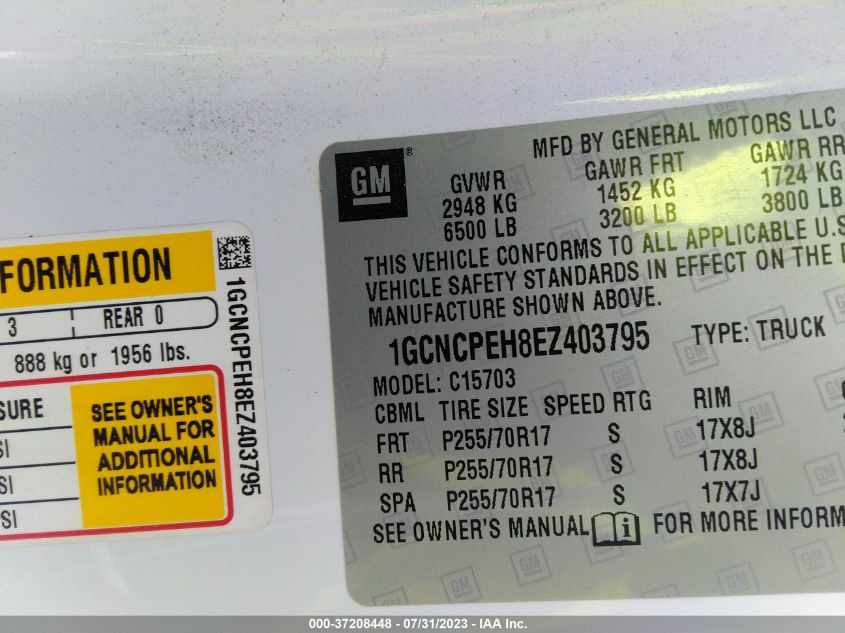 FORMATION
3 REAR 0
888 kg or 1956 lbs.
SURE
SI
SI
SI
SEE OWNER'S
MANUAL FOR
ADDITIONAL
INFORMATION
1GCNCPEH8EZ403795
GM®
MFD BY GENERAL MOTORS LLC
GVWR GAWR FRT GAWR RR
2948 KG 1452 KG 1724 KG
6500 LB 3200 LB 3800 LB
THIS VEHICLE CONFORMS TO ALL APPLICABLE U.S
VEHICLE SAFETY STANDARDS IN EFFECT ON THE D
MANUFACTURE SHOWN ABOVE.
1GCNCPEH8EZ403795 TYPE: TRUCK
MODEL: C15703
CBML TIRE SIZE SPEED RTG RIM
FRT P255/70R17 S 17X8J
RR P255/70R17 S 17X8J
SPA P255/70R17 S 17X7J
SEE OWNER'S MANUAL FOR MORE INFORM
000-37208448 - 07/31/2023 - IAA Inc.